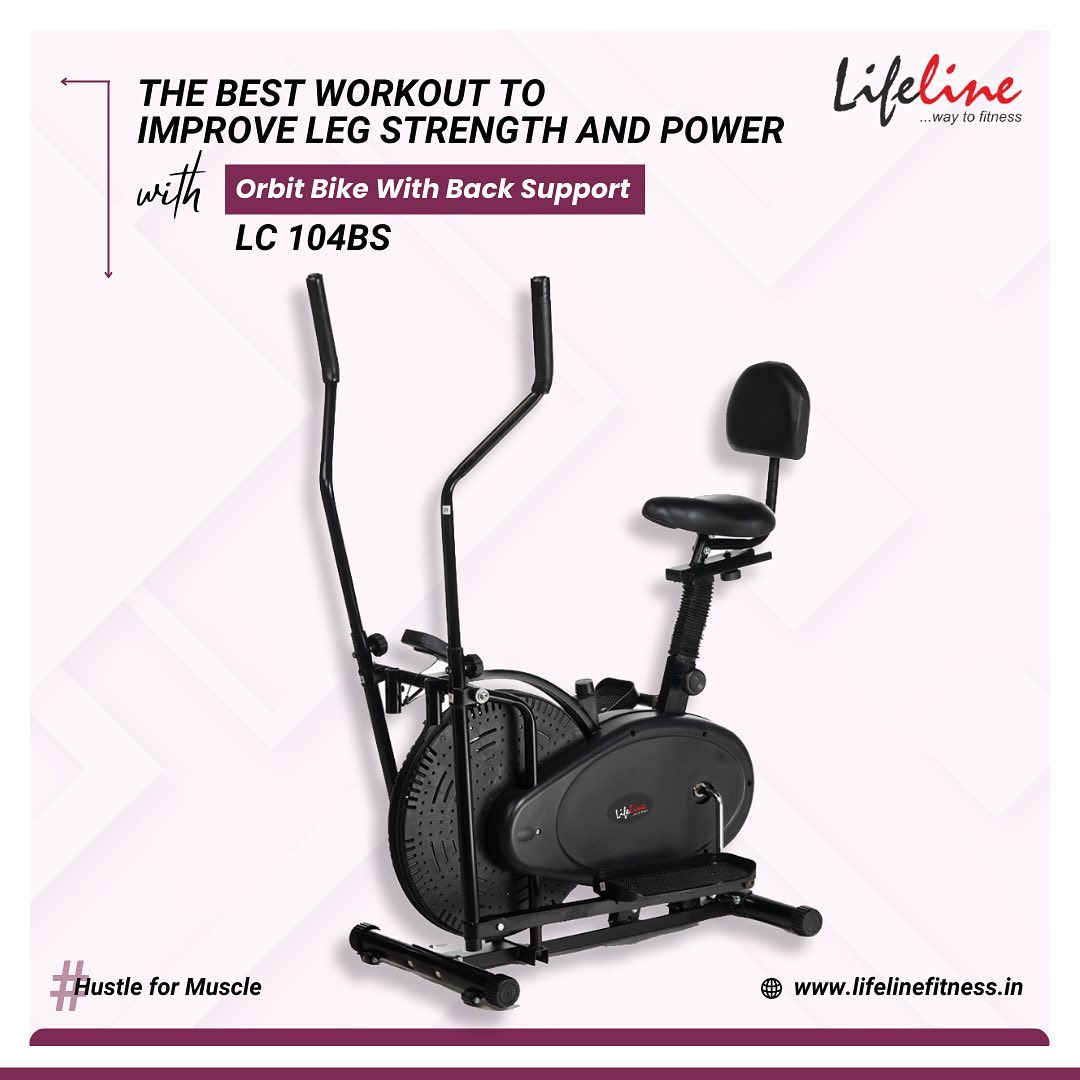 THE BEST WORKOUT TO
IMPROVE LEG STRENGTH AND POWER
with
Orbit Bike With Back Support
LC 104BS
Lifeline
...way to fitness
Lifeline
#Hustle for Muscle
www.lifelinefitness.in